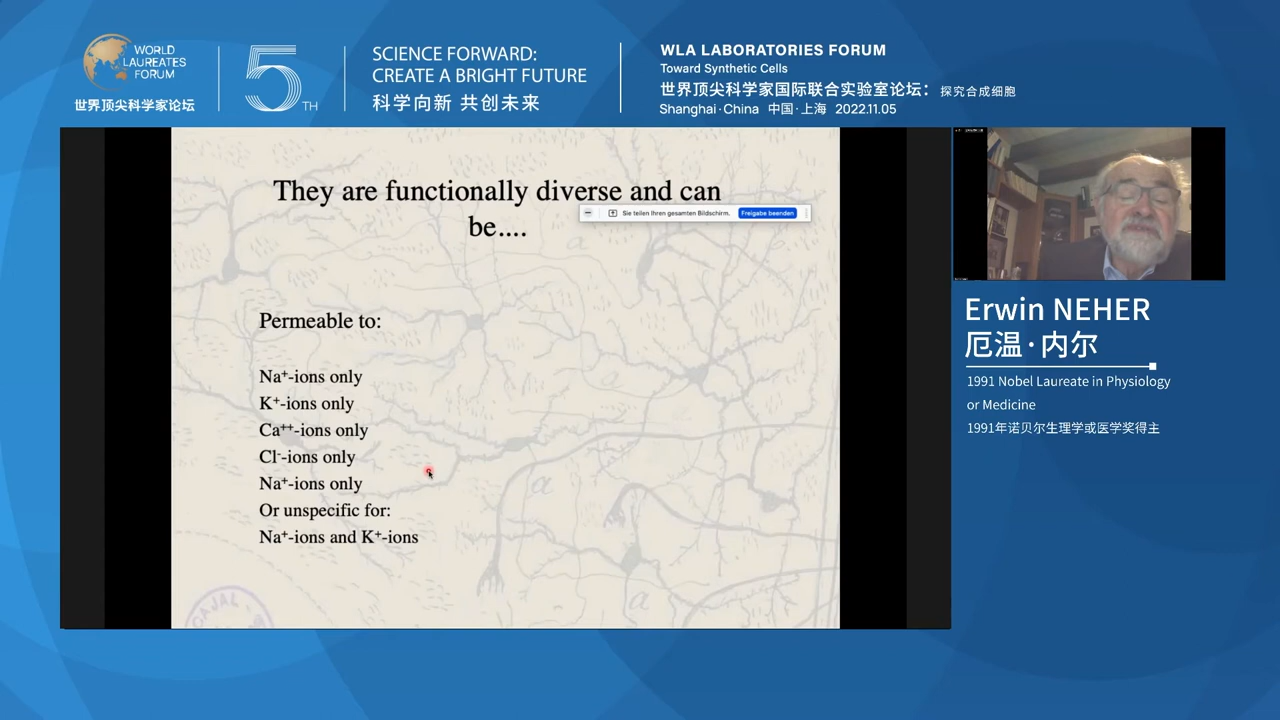 WORLD
LAUREATES
FORUM
世界顶尖科学家论坛
5TH
SCIENCE FORWARD:
CREATE A BRIGHT FUTURE
科学向新 共创未来
WLA LABORATORIES FORUM
Toward Synthetic Cells
世界顶尖科学家国际联合实验室论坛：探究合成细胞
Shanghai·China 中国·上海 2022.11.05
They are functionally diverse and can
be....
Sie teilen Ihren gesamten Bildschirm. Freigabe beenden
Permeable to:
Na⁺-ions only
K⁺-ions only
Ca⁺⁺-ions only
Cl⁻-ions only
Na⁺-ions only
Or unspecific for:
Na⁺-ions and K⁺-ions
a
a
a
a
CAJAL
Erwin NEHER
厄温·内尔
1991 Nobel Laureate in Physiology
or Medicine
1991年诺贝尔生理学或医学奖得主